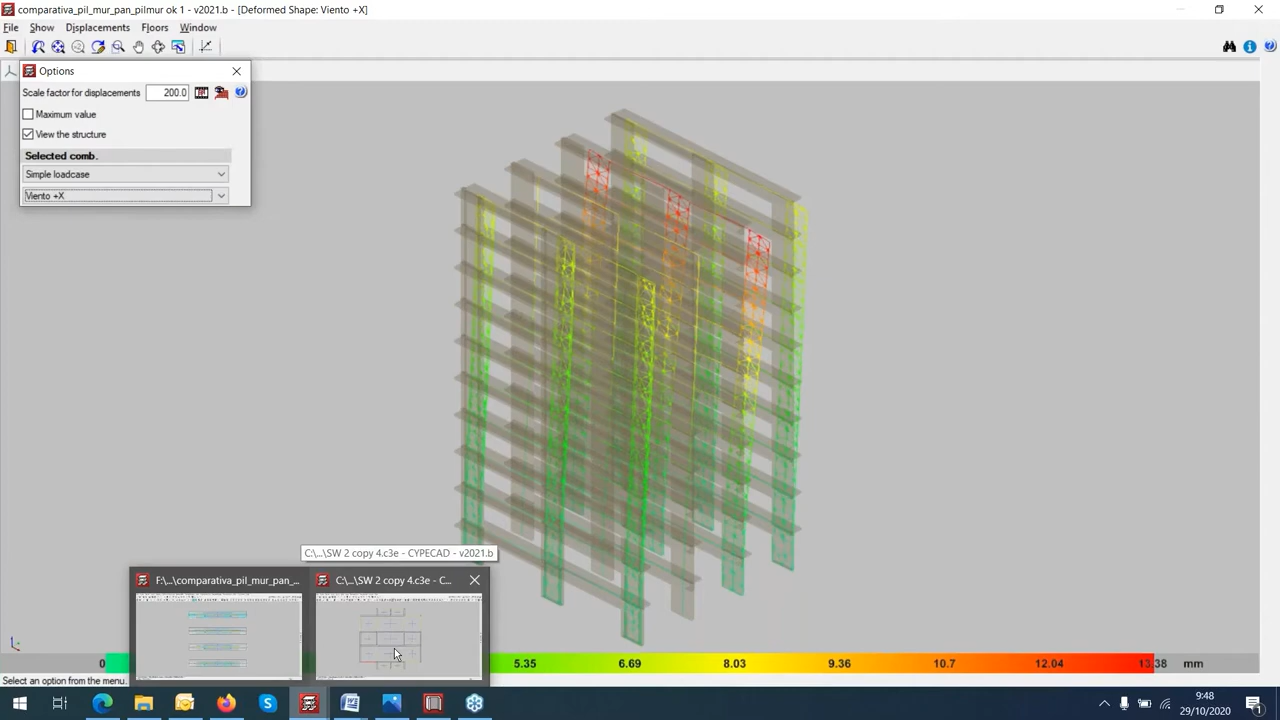 comparativa_pil_mur_pan_pilmur ok 1 - v2021.b - [Deformed Shape: Viento +X]
File Show Displacements Floors Window
Options
Scale factor for displacements 200.0
Maximum value
View the structure
Selected comb.
Simple loadcase
Viento +X
C:\...\SW 2 copy 4.c3e - CYPECAD - v2021.b
F:\...\comparativa_pil_mur_pan_... C:\...\SW 2 copy 4.c3e - C...
0 5.35 6.69 8.03 9.36 10.7 12.04 13.38 mm
Select an option from the menu.
9:48
29/10/2020